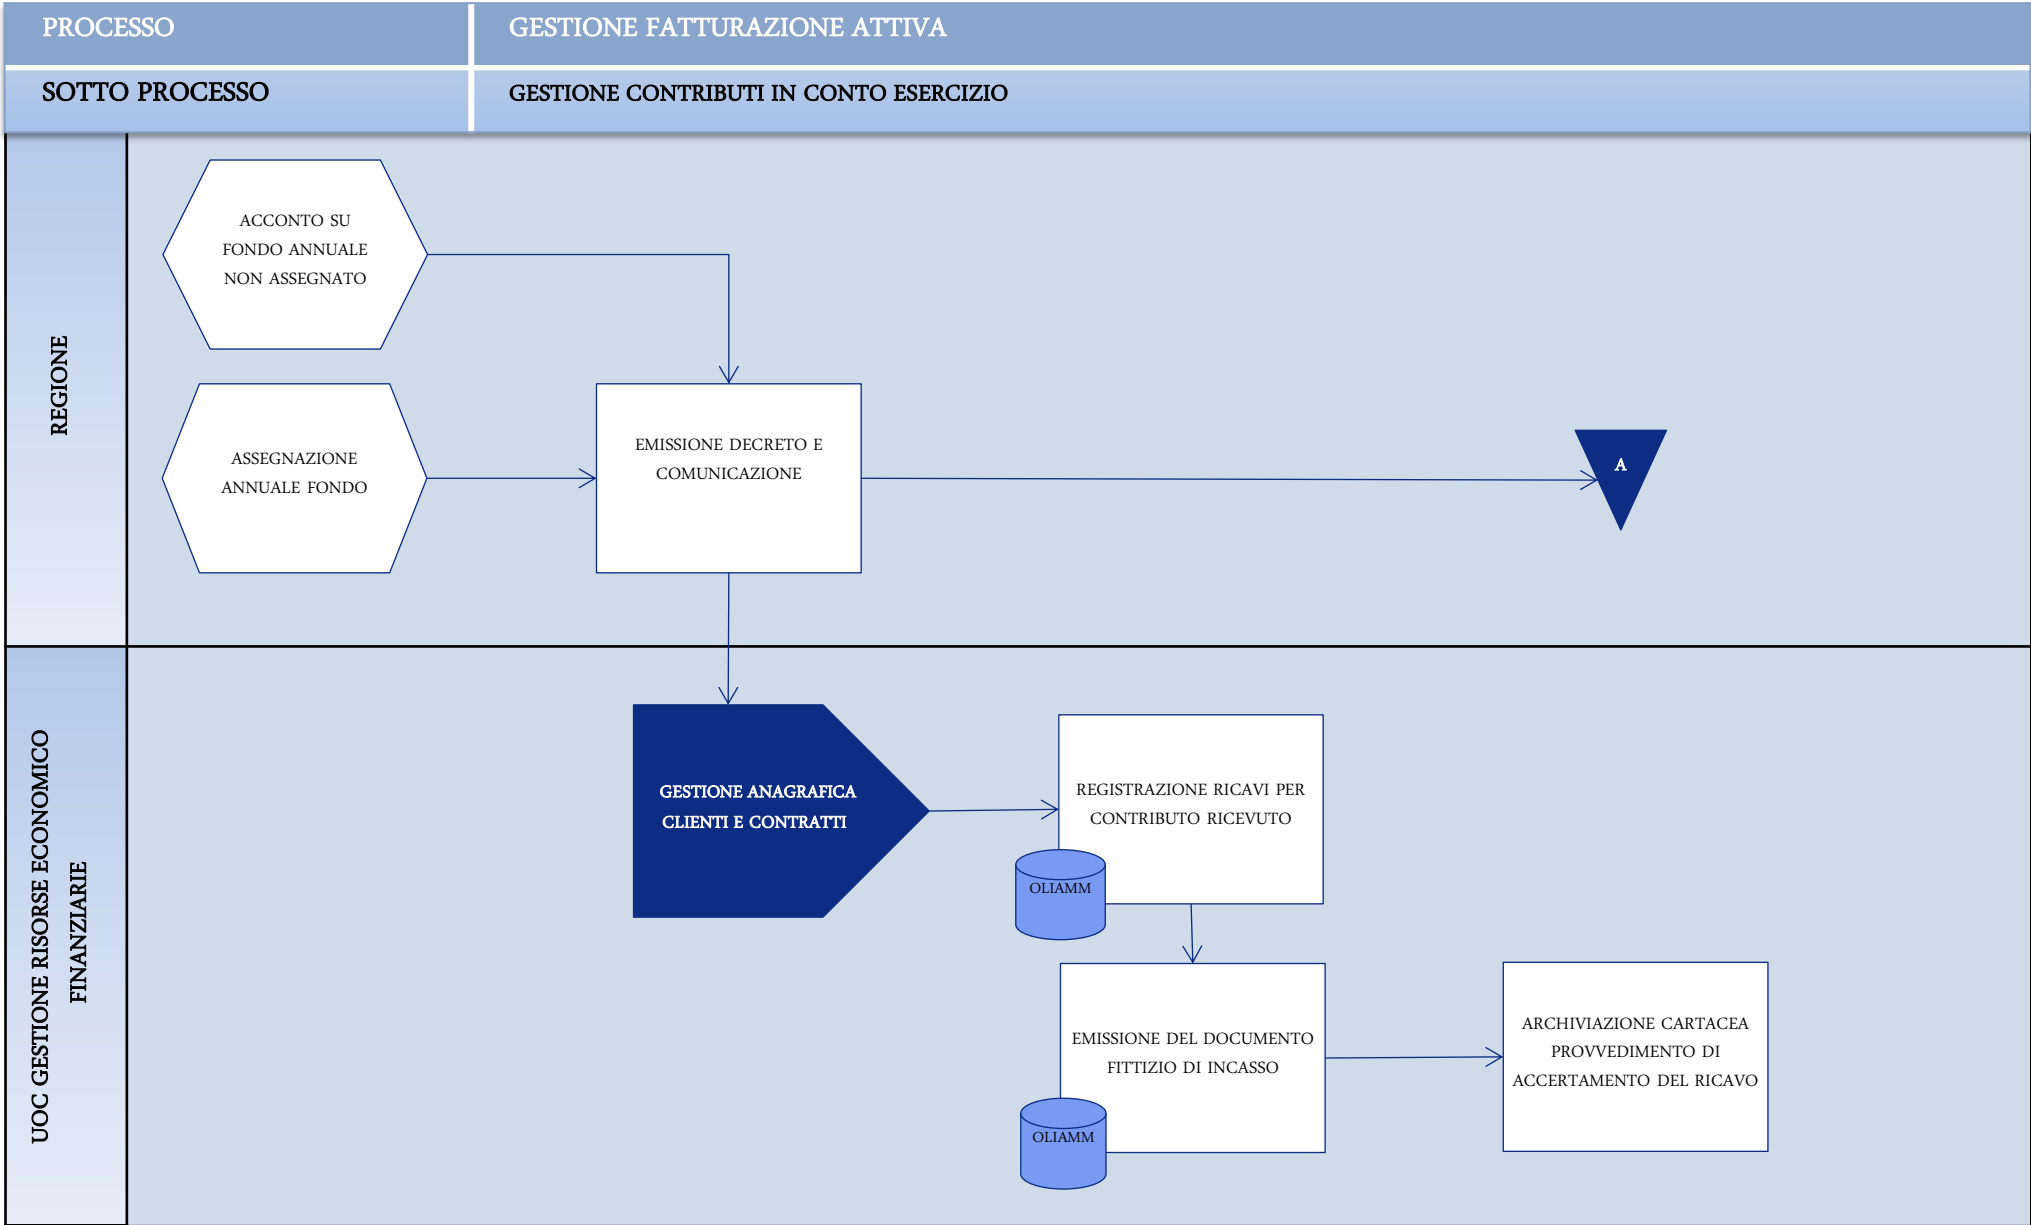 PROCESSO
GESTIONE FATTURAZIONE ATTIVA
SOTTO PROCESSO
GESTIONE CONTRIBUTI IN CONTO ESERCIZIO
REGIONE
ACCONTO SU
FONDO ANNUALE
NON ASSEGNATO
ASSEGNAZIONE
ANNUALE FONDO
EMISSIONE DECRETO E
COMUNICAZIONE
A
UOC GESTIONE RISORSE ECONOMICO
FINANZIARIE
GESTIONE ANAGRAFICA
CLIENTI E CONTRATTI
REGISTRAZIONE RICAVI PER
CONTRIBUTO RICEVUTO
OLIAMM
EMISSIONE DEL DOCUMENTO
FITTIZIO DI INCASSO
OLIAMM
ARCHIVIAZIONE CARTACEA
PROVVEDIMENTO DI
ACCERTAMENTO DEL RICAVO